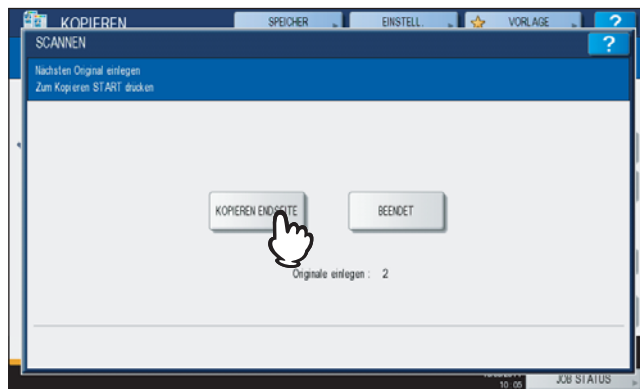 KOPIEREN SPEICHER EINSTELL. VORLAGE ?
SCANNEN ?
Nächsten Original einlegen
Zum Kopieren START drücken
KOPIEREN ENDSEITE BEENDET
Originale einlegen : 2
10:05 JOB STATUS